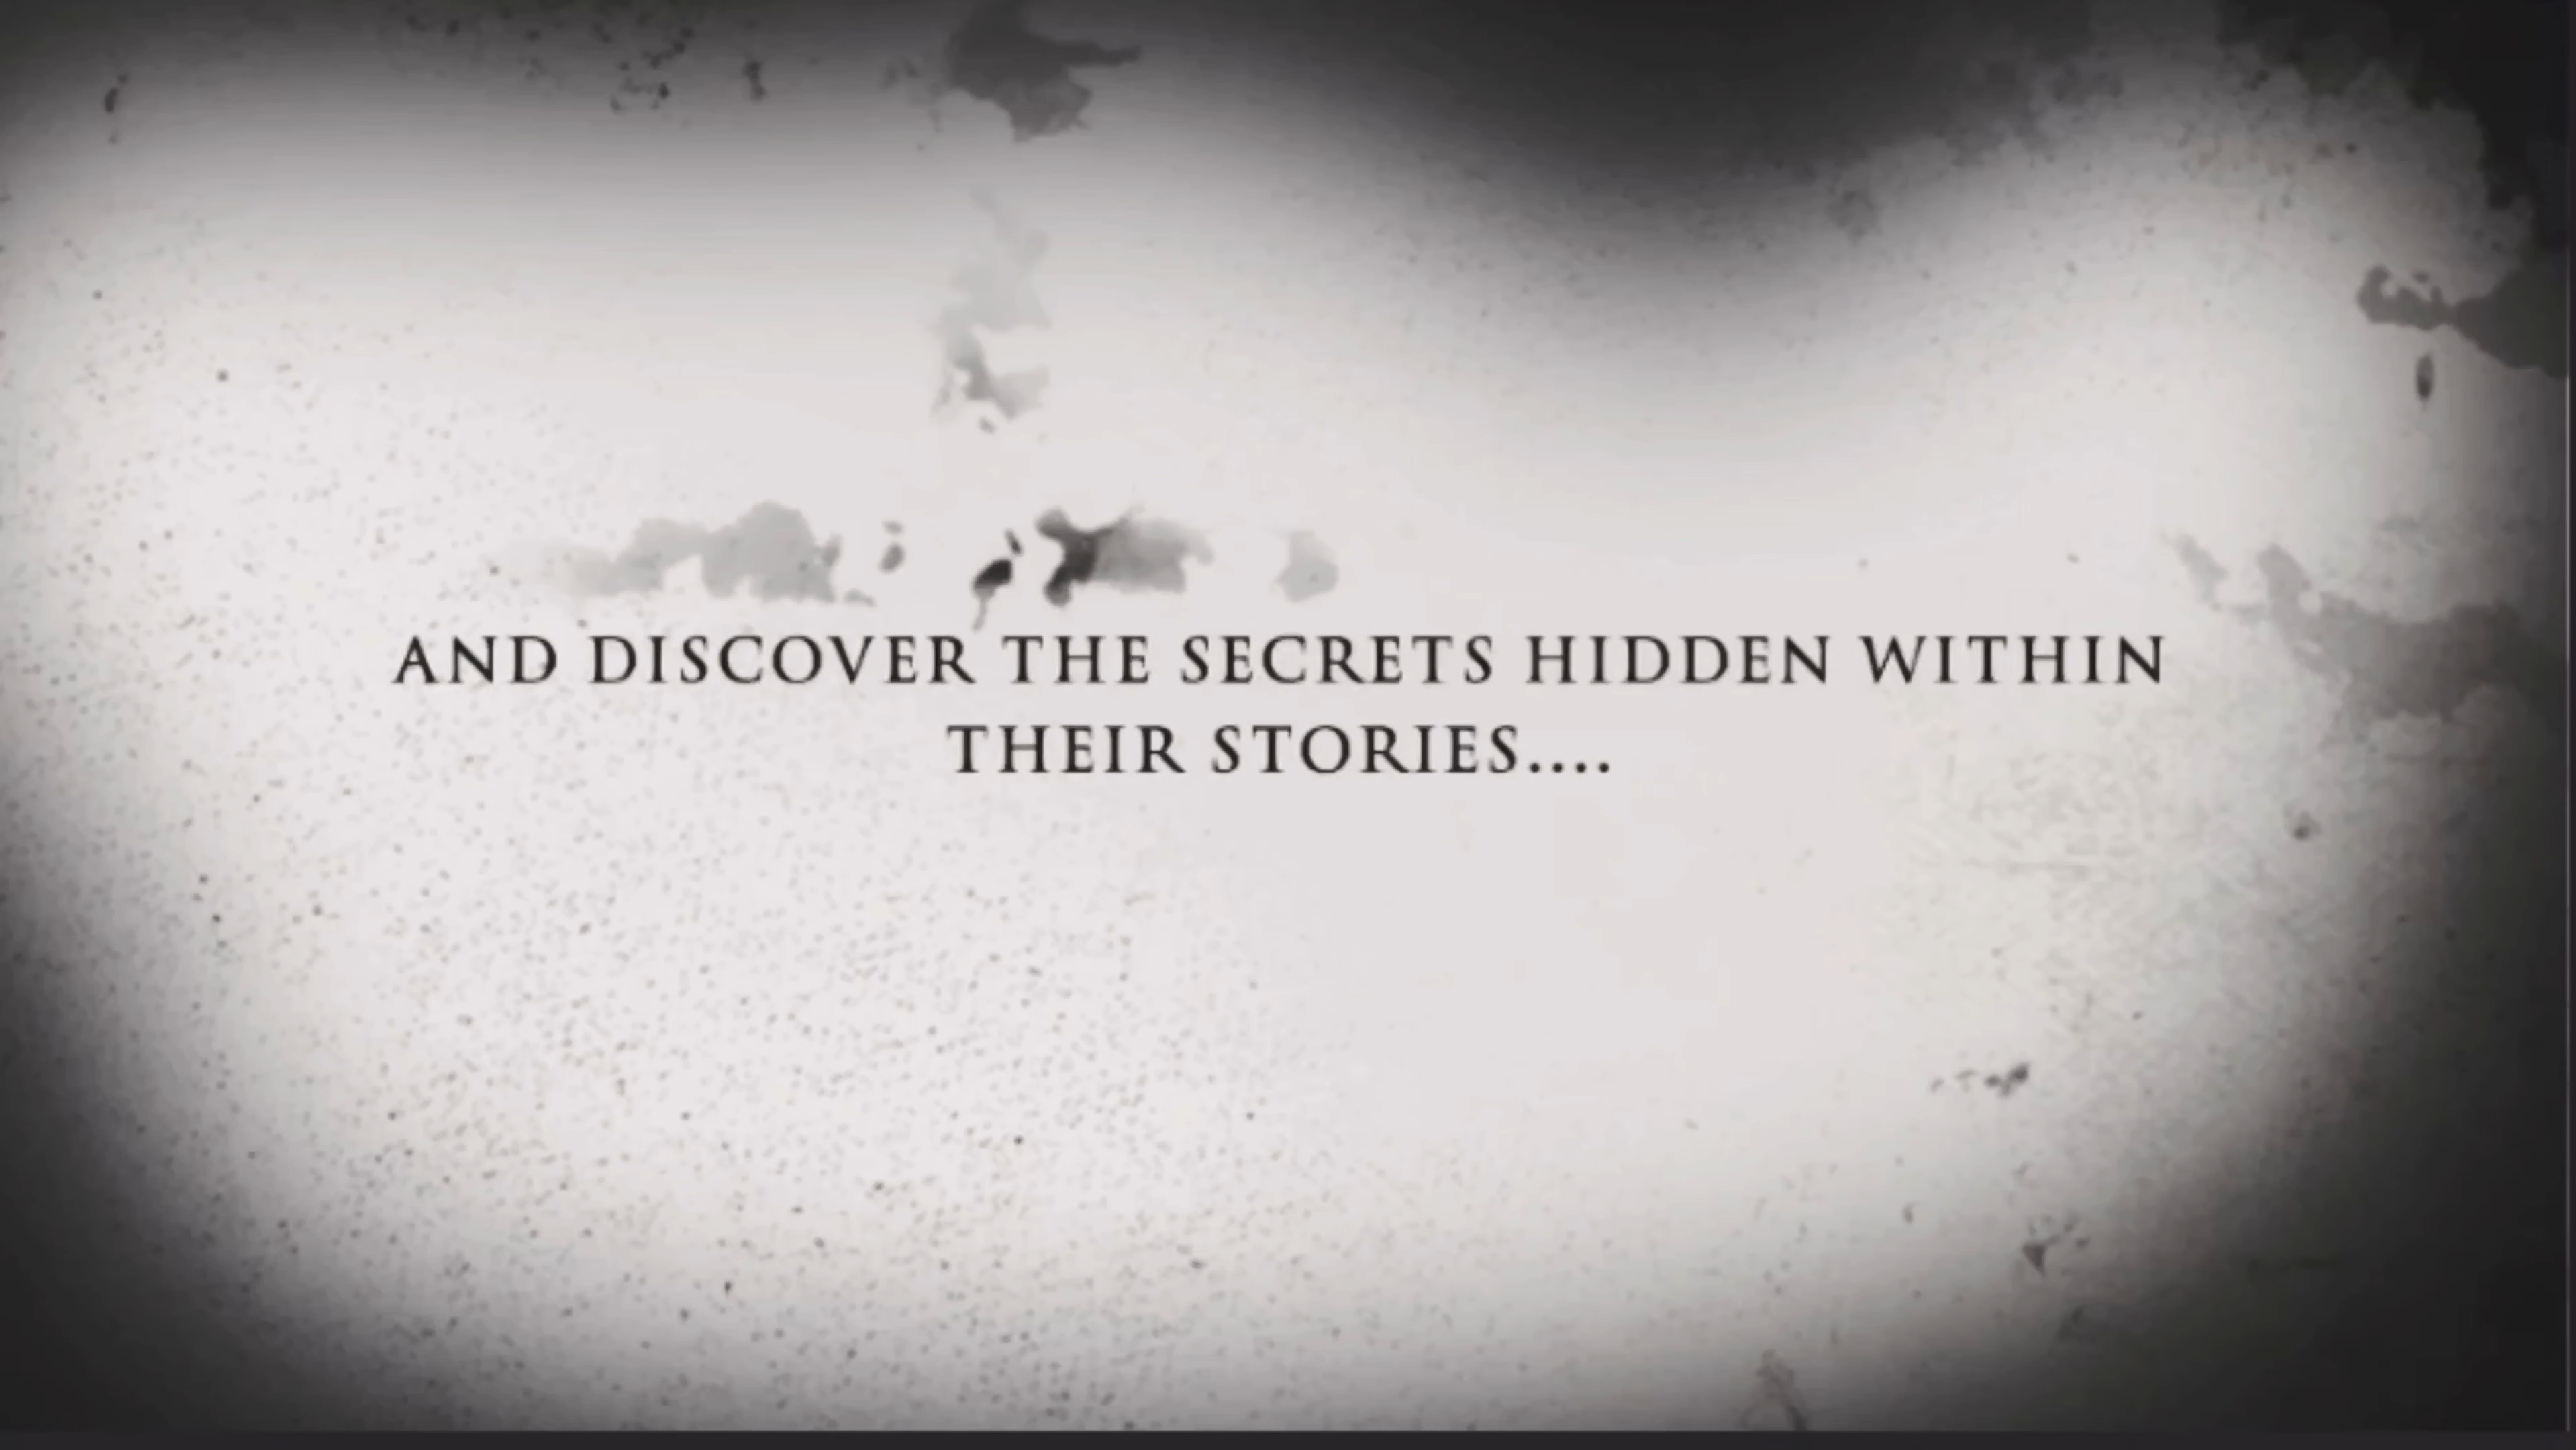 AND DISCOVER THE SECRETS HIDDEN WITHIN
THEIR STORIES....